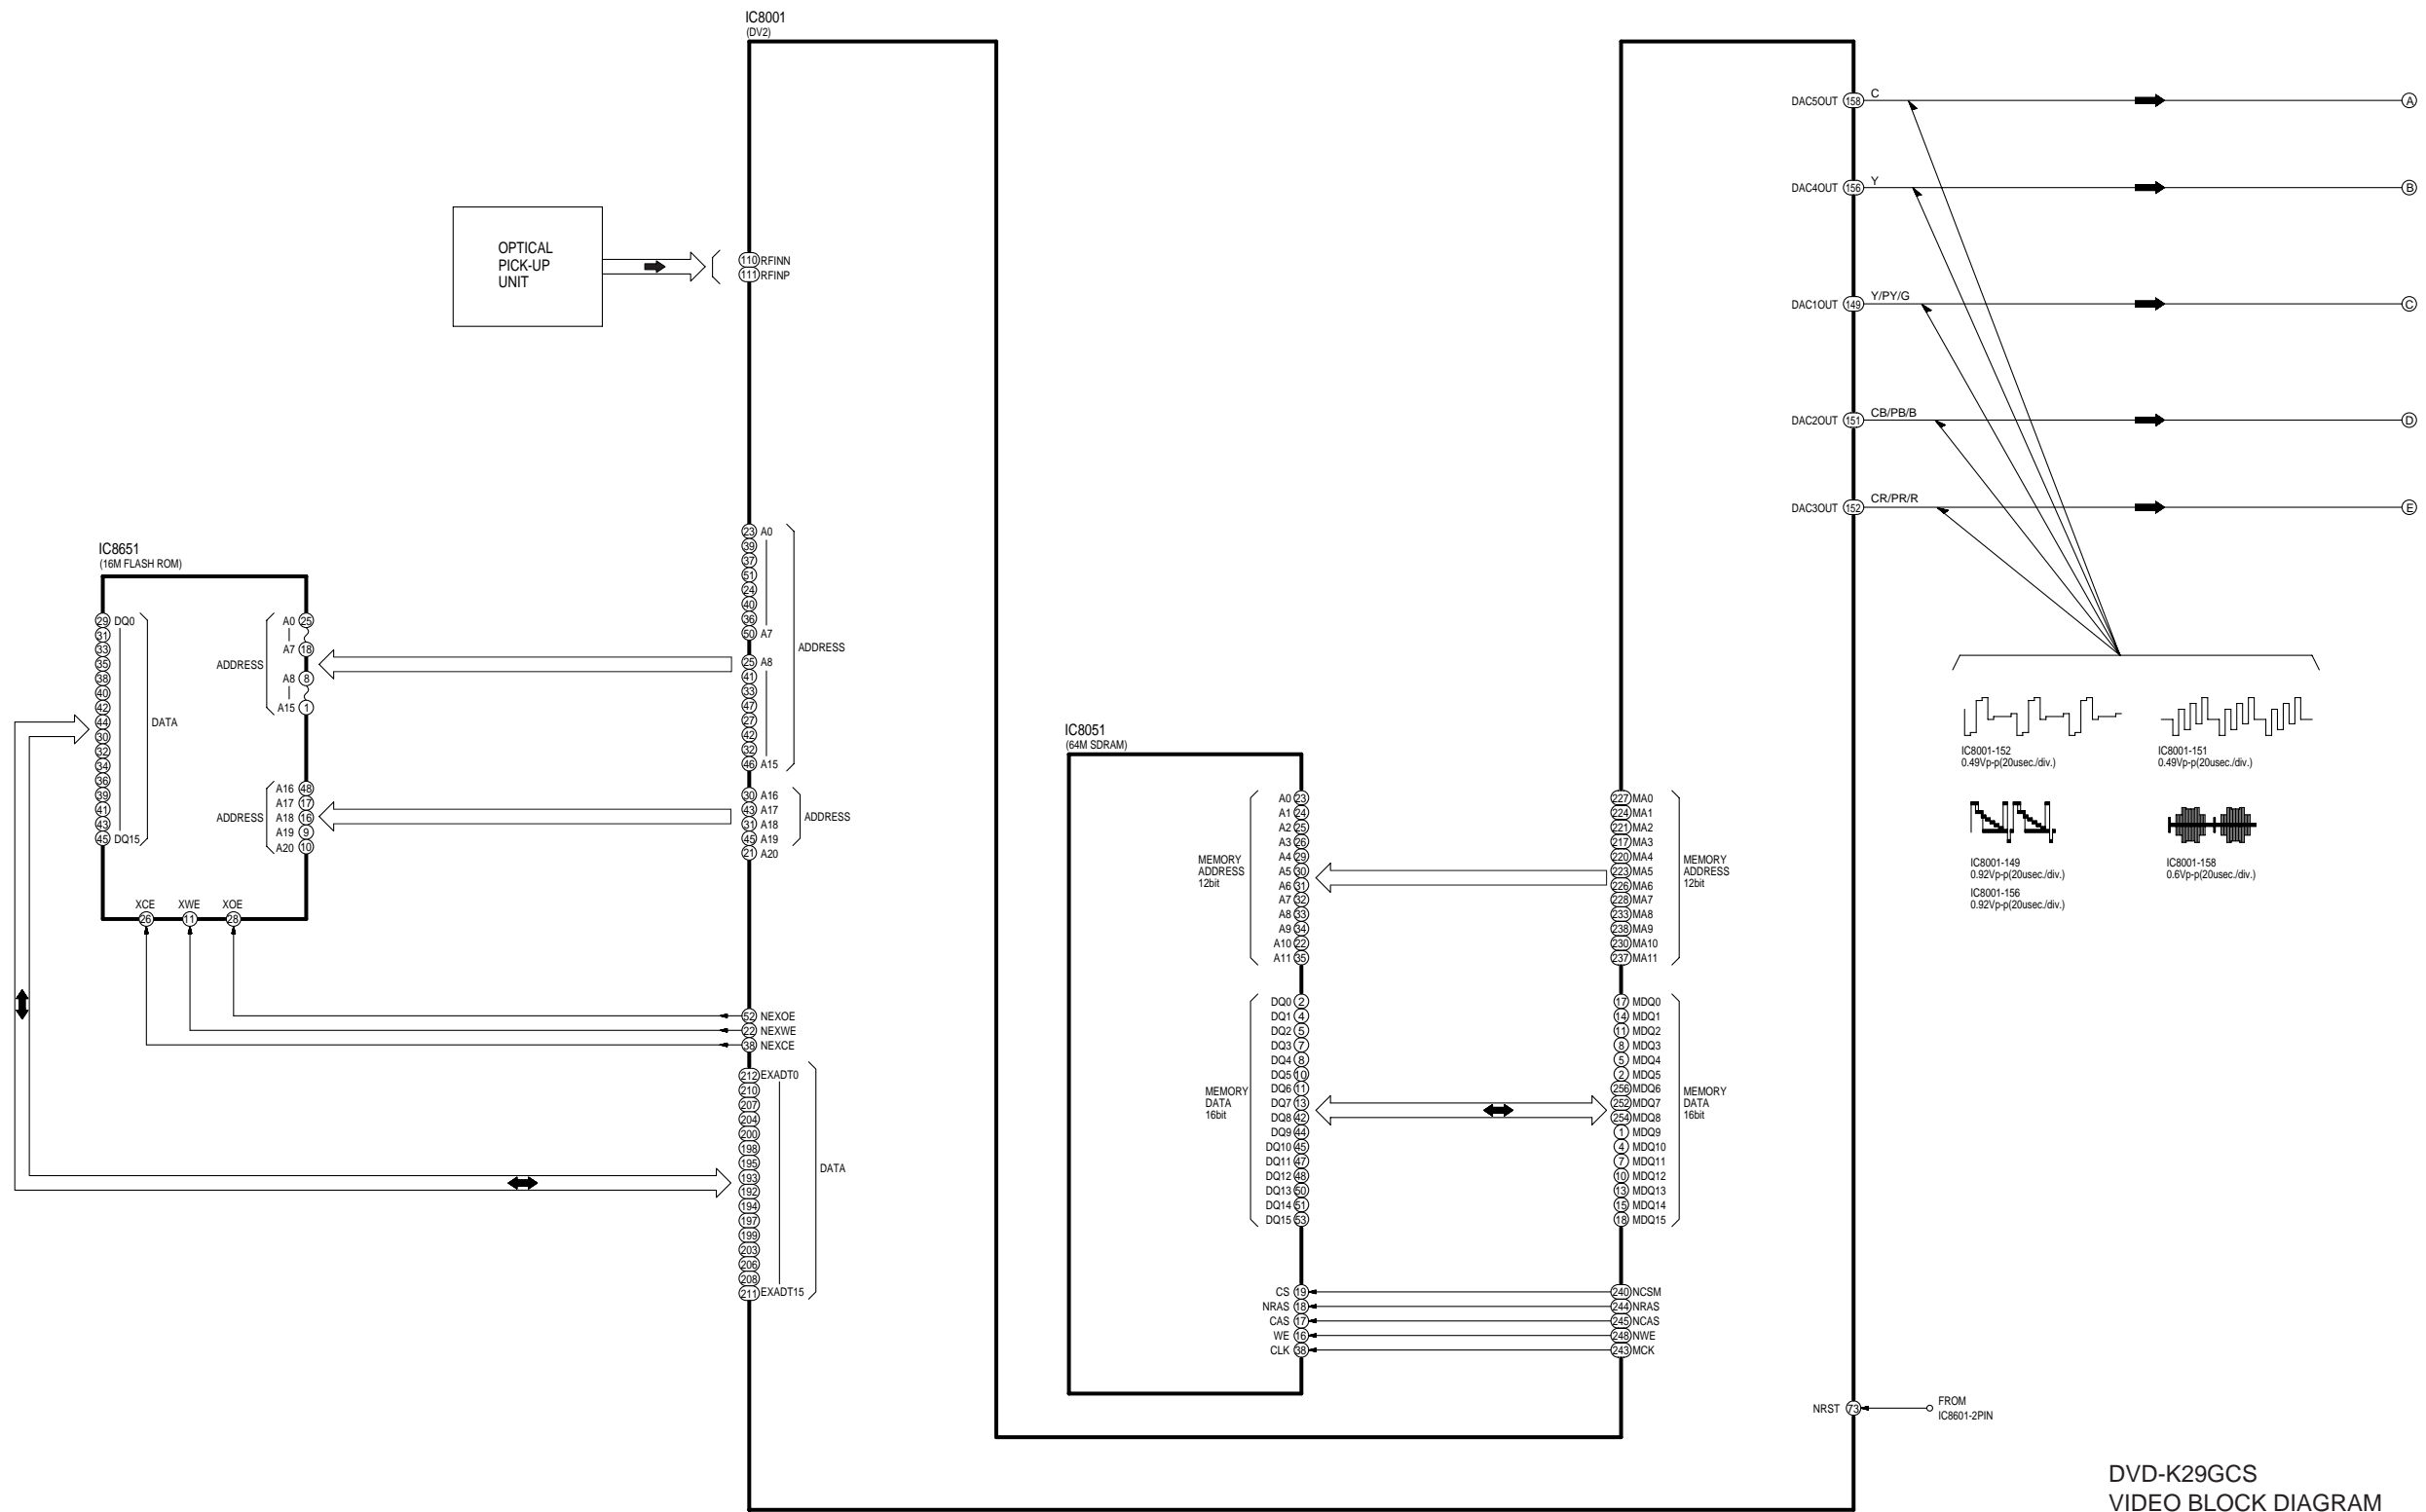 IC8001
(DV2)
OPTICAL
PICK-UP
UNIT
110 RFINN
111 RFINP
23 A0
39
37
51
24
40
36
50 A7
25 A8
41
33
47
27
42
32
46 A15
ADDRESS
30 A16
43 A17
31 A18
45 A19
21 A20
ADDRESS
52 NEXOE
22 NEXWE
38 NEXCE
212 EXADT0
210
207
204
200
198
195
193
192
194
197
199
203
206
208
211 EXADT15
DATA
IC8651
(16M FLASH ROM)
29 DQ0
31
33
35
38
40
42
44
30
32
34
36
39
41
43
45 DQ15
DATA
ADDRESS
A0 25
A7 18
A8 8
A15 1
ADDRESS
A16 48
A17 17
A18 16
A19 9
A20 10
XCE XWE XOE
26 11 28
IC8051
(64M SDRAM)
MEMORY
ADDRESS
12bit
A0 23
A1 24
A2 25
A3 26
A4 29
A5 30
A6 31
A7 32
A8 33
A9 34
A10 22
A11 35
MEMORY
DATA
16bit
DQ0 2
DQ1 4
DQ2 5
DQ3 7
DQ4 8
DQ5 10
DQ6 11
DQ7 13
DQ8 42
DQ9 44
DQ10 45
DQ11 47
DQ12 48
DQ13 50
DQ14 51
DQ15 53
CS 19
NRAS 18
CAS 17
WE 16
CLK 38
227 MA0
224 MA1
221 MA2
217 MA3
220 MA4
223 MA5
226 MA6
228 MA7
233 MA8
238 MA9
230 MA10
237 MA11
MEMORY
ADDRESS
12bit
17 MDQ0
14 MDQ1
11 MDQ2
8 MDQ3
5 MDQ4
2 MDQ5
256 MDQ6
252 MDQ7
254 MDQ8
1 MDQ9
4 MDQ10
7 MDQ11
10 MDQ12
13 MDQ13
15 MDQ14
18 MDQ15
MEMORY
DATA
16bit
240 NCSM
244 NRAS
245 NCAS
248 NWE
243 MCK
DAC5OUT 158 C A
DAC4OUT 156 Y B
DAC1OUT 149 Y/PY/G C
DAC2OUT 151 CB/PB/B D
DAC3OUT 152 CR/PR/R E
IC8001-152
0.49Vp-p(20usec./div.)
IC8001-151
0.49Vp-p(20usec./div.)
IC8001-149
0.92Vp-p(20usec./div.)
IC8001-156
0.92Vp-p(20usec./div.)
IC8001-158
0.6Vp-p(20usec./div.)
NRST 73
FROM
IC8601-2PIN
DVD-K29GCS
VIDEO BLOCK DIAGRAM